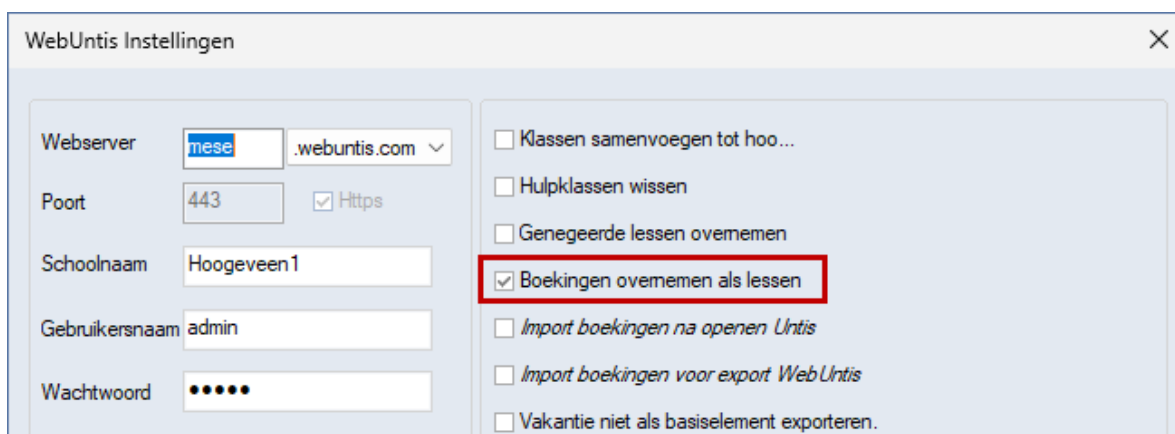 WebUntis Instellingen
Webserver mese .webuntis.com
Poort 443 Https
Schoolnaam Hoogeveen1
Gebruikersnaam admin
Wachtwoord •••••
Klassen samenvoegen tot hoo...
Hulpklassen wissen
Genegeerde lessen overnemen
Boekingen overnemen als lessen
Import boekingen na openen Untis
Import boekingen voor export WebUntis
Vakantie niet als basiselement exporteren.